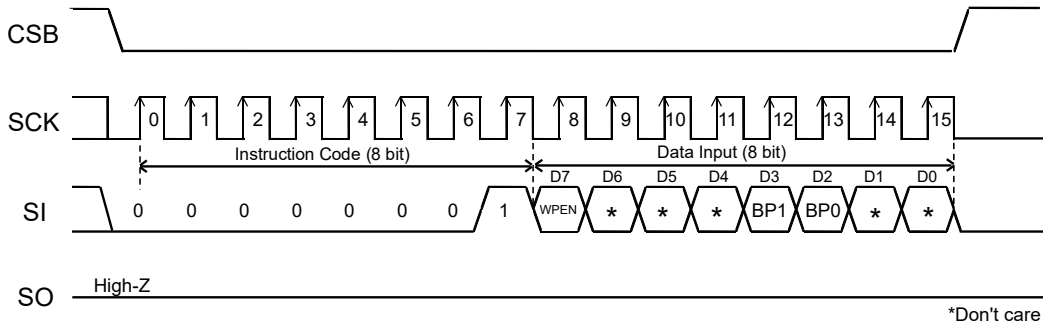 CSB
SCK 0 1 2 3 4 5 6 7 8 9 10 11 12 13 14 15
Instruction Code (8 bit) Data Input (8 bit)
D7 D6 D5 D4 D3 D2 D1 D0
SI 0 0 0 0 0 0 0 1 WPEN * * * BP1 BP0 * *
High-Z
SO
*Don't care